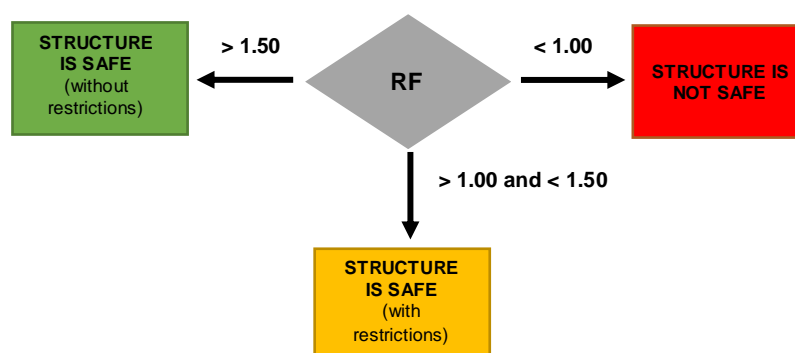 STRUCTURE
IS SAFE
(without
restrictions)
> 1.50
RF
< 1.00
STRUCTURE IS
NOT SAFE
> 1.00 and < 1.50
STRUCTURE
IS SAFE
(with
restrictions)